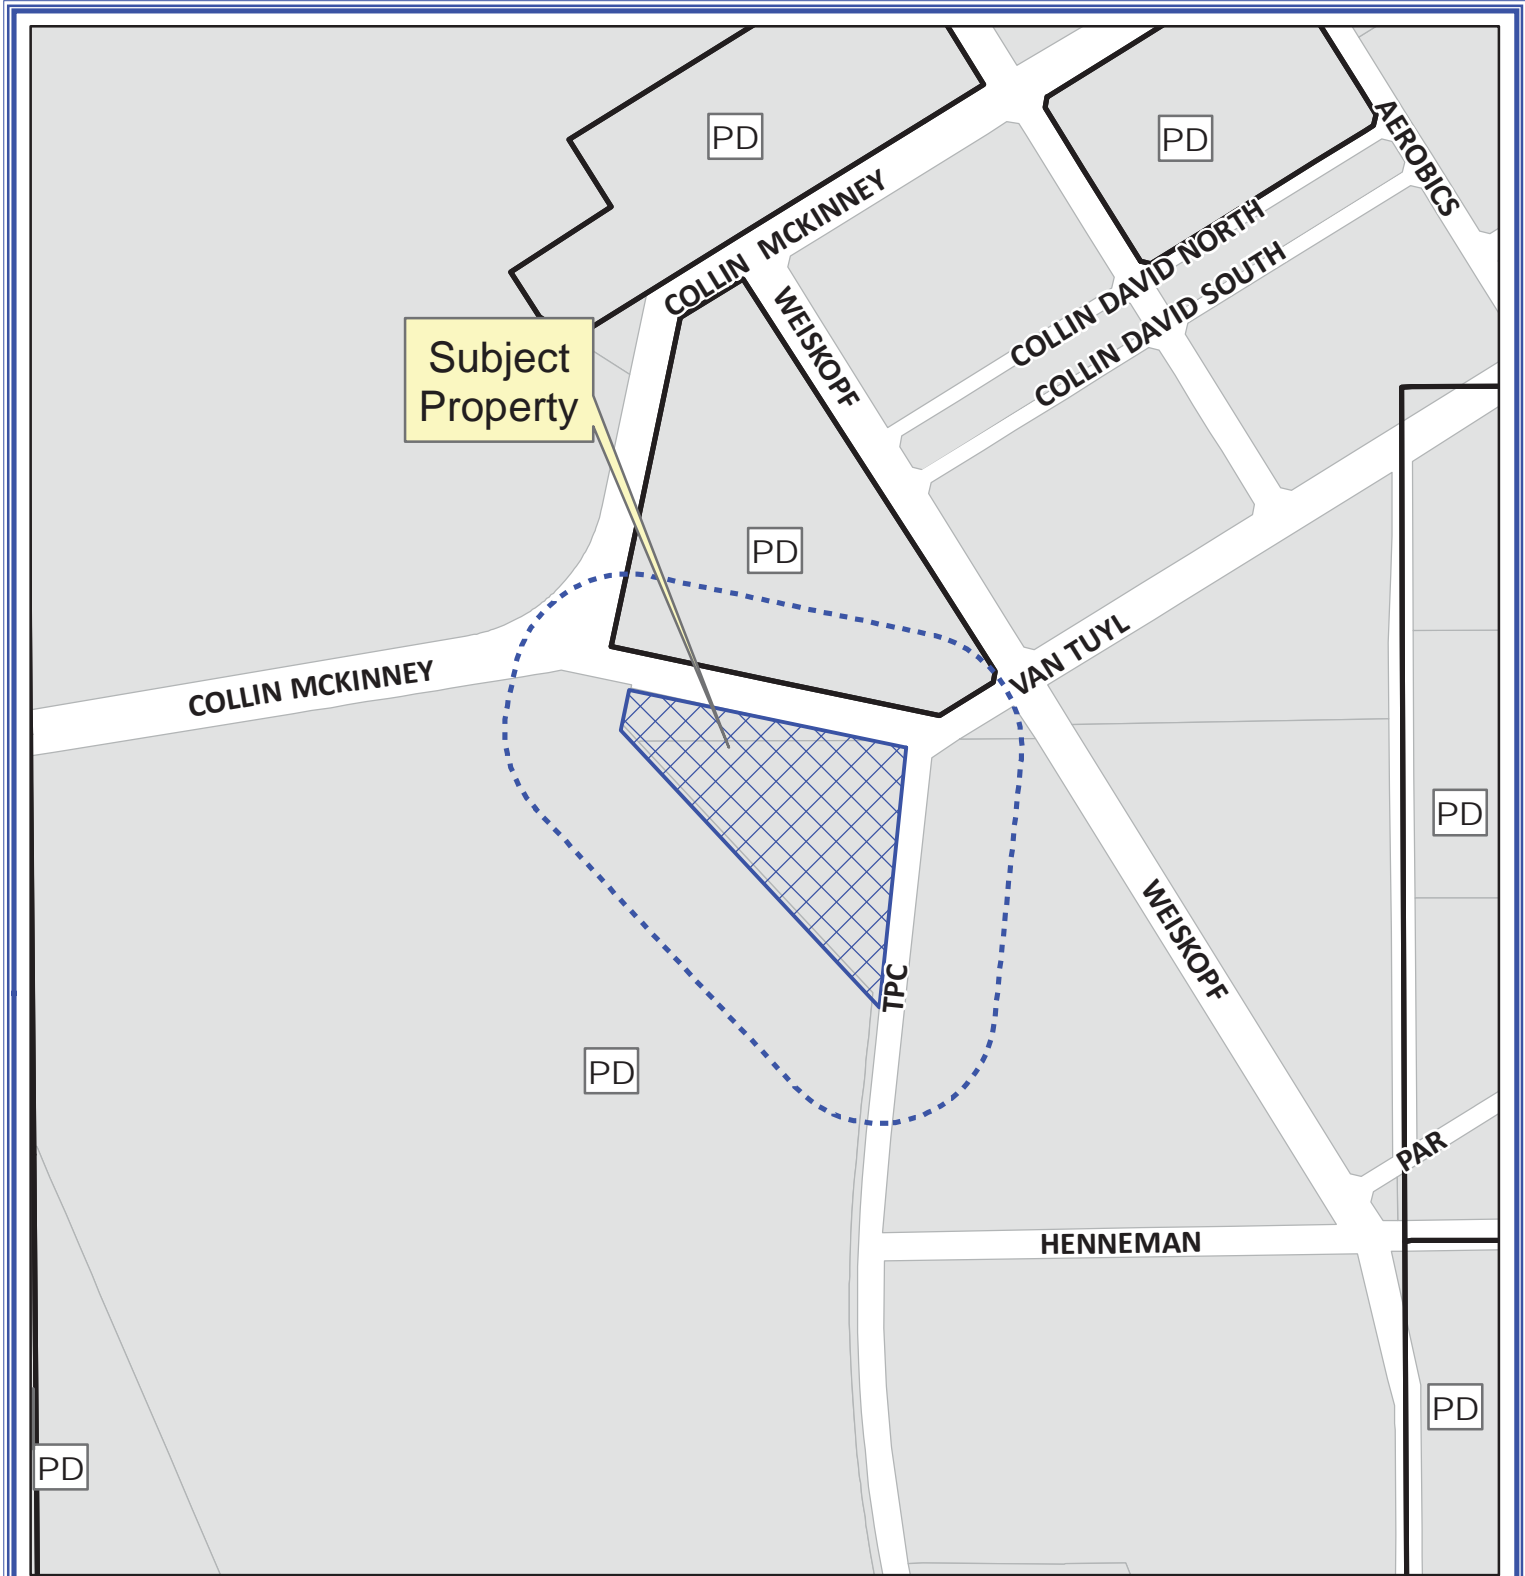 PD
PD
AEROBICS
COLLIN MCKINNEY
COLLIN DAVID NORTH
COLLIN DAVID SOUTH
WEISKOPF
Subject
Property
PD
VAN TUYL
COLLIN MCKINNEY
PD
WEISKOPF
TPC
PD
PAR
HENNEMAN
PD
PD